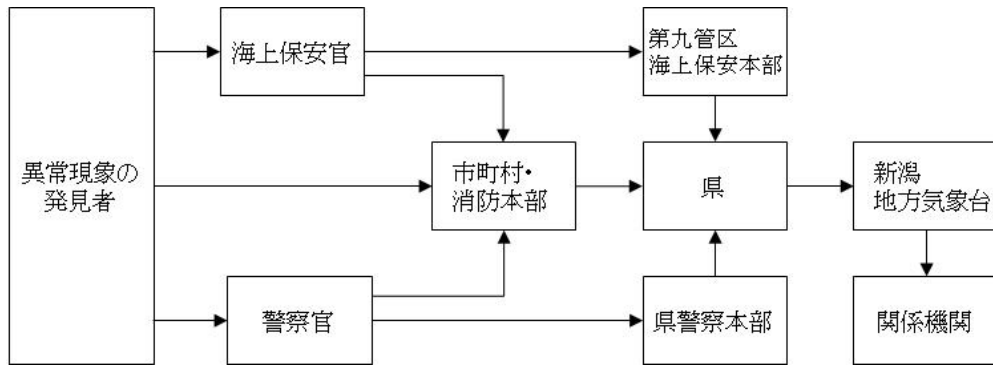 異常現象の
発見者
海上保安官
第九管区
海上保安本部
市町村・
消防本部
県
新潟
地方気象台
警察官
県警察本部
関係機関